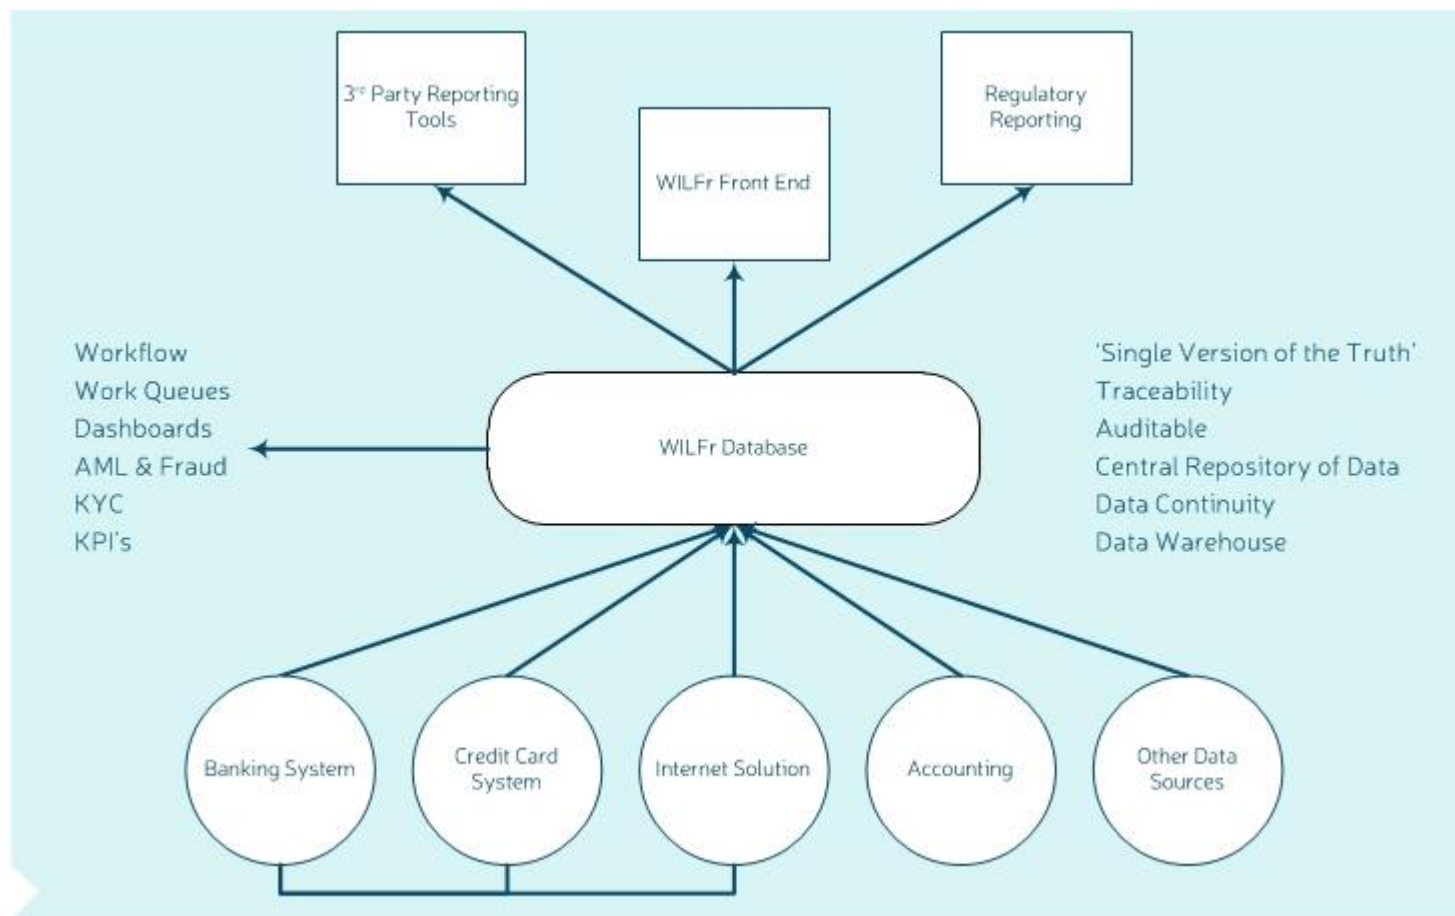 3rd Party Reporting
Tools
WILFr Front End
Regulatory
Reporting
Workflow
Work Queues
Dashboards
AML & Fraud
KYC
KPI's
WILFr Database
'Single Version of the Truth'
Traceability
Auditable
Central Repository of Data
Data Continuity
Data Warehouse
Banking System
Credit Card
System
Internet Solution
Accounting
Other Data
Sources